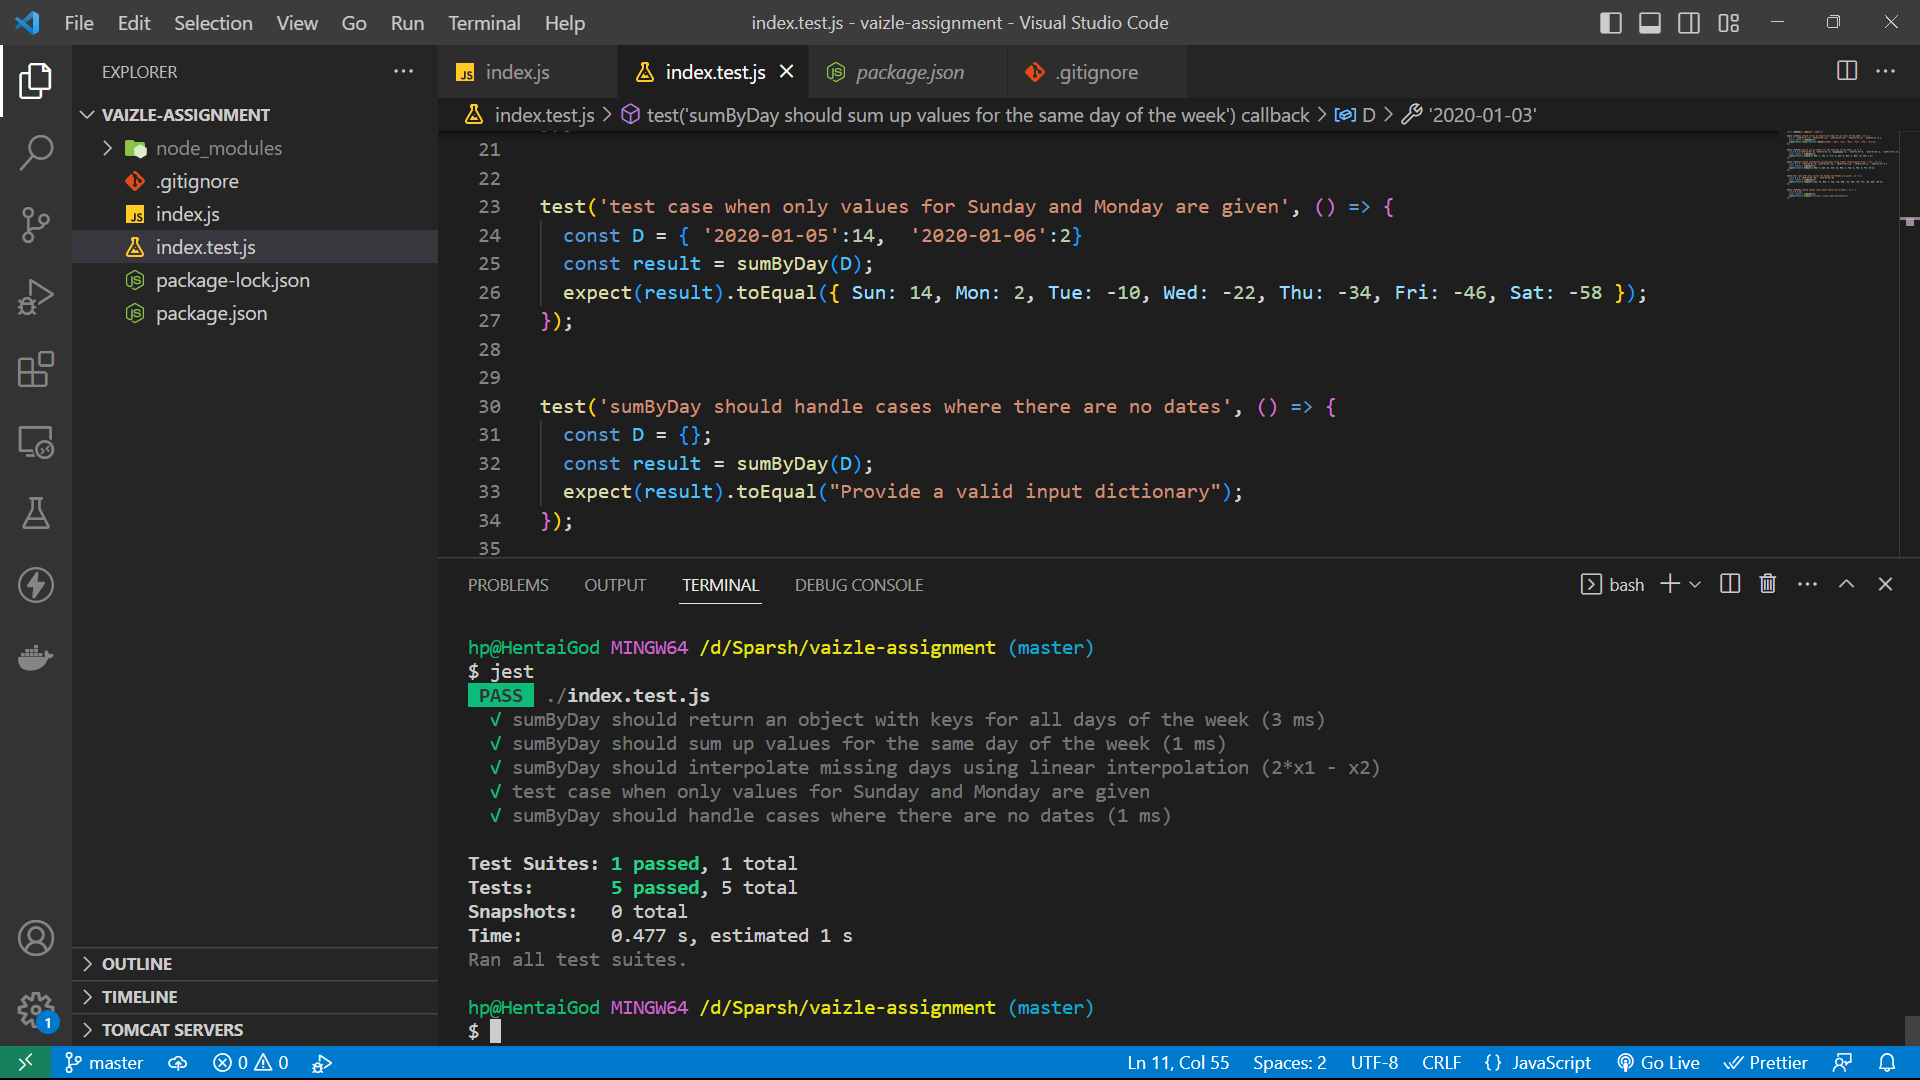 File Edit Selection View Go Run Terminal Help
index.test.js - vaizle-assignment - Visual Studio Code
EXPLORER
VAIZLE-ASSIGNMENT
node_modules
.gitignore
JS index.js
index.test.js
package-lock.json
package.json
OUTLINE
TIMELINE
TOMCAT SERVERS
1
JS index.js
index.test.js
package.json
.gitignore
index.test.js > test('sumByDay should sum up values for the same day of the week') callback > D > '2020-01-03'
21
22
23 test('test case when only values for Sunday and Monday are given', () => {
24 const D = { '2020-01-05':14, '2020-01-06':2}
25 const result = sumByDay(D);
26 expect(result).toEqual({ Sun: 14, Mon: 2, Tue: -10, Wed: -22, Thu: -34, Fri: -46, Sat: -58 });
27 });
28
29
30 test('sumByDay should handle cases where there are no dates', () => {
31 const D = {};
32 const result = sumByDay(D);
33 expect(result).toEqual("Provide a valid input dictionary");
34 });
35
PROBLEMS OUTPUT TERMINAL DEBUG CONSOLE
bash
hp@HentaiGod MINGW64 /d/Sparsh/vaizle-assignment (master)
$ jest
PASS ./index.test.js
√ sumByDay should return an object with keys for all days of the week (3 ms)
√ sumByDay should sum up values for the same day of the week (1 ms)
√ sumByDay should interpolate missing days using linear interpolation (2*x1 - x2)
√ test case when only values for Sunday and Monday are given
√ sumByDay should handle cases where there are no dates (1 ms)
Test Suites: 1 passed, 1 total
Tests: 5 passed, 5 total
Snapshots: 0 total
Time: 0.477 s, estimated 1 s
Ran all test suites.
hp@HentaiGod MINGW64 /d/Sparsh/vaizle-assignment (master)
$
master 0 0 Ln 11, Col 55 Spaces: 2 UTF-8 CRLF {} JavaScript Go Live Prettier